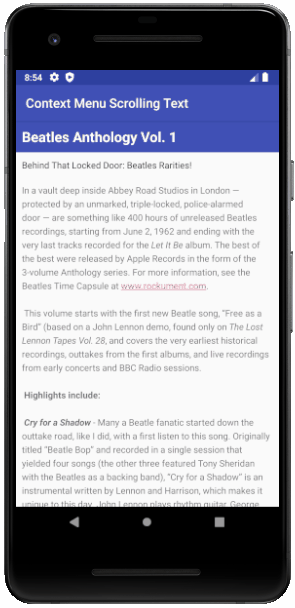 8:54
Context Menu Scrolling Text
Beatles Anthology Vol. 1
Behind That Locked Door: Beatles Rarities!
In a vault deep inside Abbey Road Studios in London —
protected by an unmarked, triple-locked, police-alarmed
door — are something like 400 hours of unreleased Beatles
recordings, starting from June 2, 1962 and ending with the
very last tracks recorded for the Let It Be album. The best of
the best were released by Apple Records in the form of the
3-volume Anthology series. For more information, see the
Beatles Time Capsule at www.rockument.com.
This volume starts with the first new Beatle song, “Free as a
Bird” (based on a John Lennon demo, found only on The Lost
Lennon Tapes Vol. 28, and covers the very earliest historical
recordings, outtakes from the first albums, and live recordings
from early concerts and BBC Radio sessions.
Highlights include:
Cry for a Shadow - Many a Beatle fanatic started down the
outtake road, like I did, with a first listen to this song. Originally
titled “Beatle Bop” and recorded in a single session that
yielded four songs (the other three featured Tony Sheridan
with the Beatles as a backing band), “Cry for a Shadow” is an
instrumental written by Lennon and Harrison, which makes it
unique to this day. John Lennon plays rhythm guitar, George